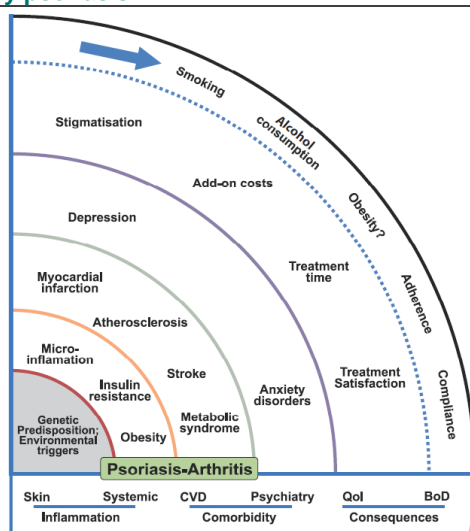 Smoking
Alcohol
consumption
Stigmatisation
Add-on costs
Obesity?
Depression
Treatment
time
Adherence
Myocardial
infarction
Atherosclerosis
Micro-
inflamation
Stroke
Treatment
Satisfaction
Compliance
Insulin
resistance
Anxiety
disorders
Genetic
Predisposition;
Environmental
triggers
Obesity
Metabolic
syndrome
Psoriasis-Arthritis
Skin Systemic CVD Psychiatry Qol BoD
Inflammation Comorbidity Consequences